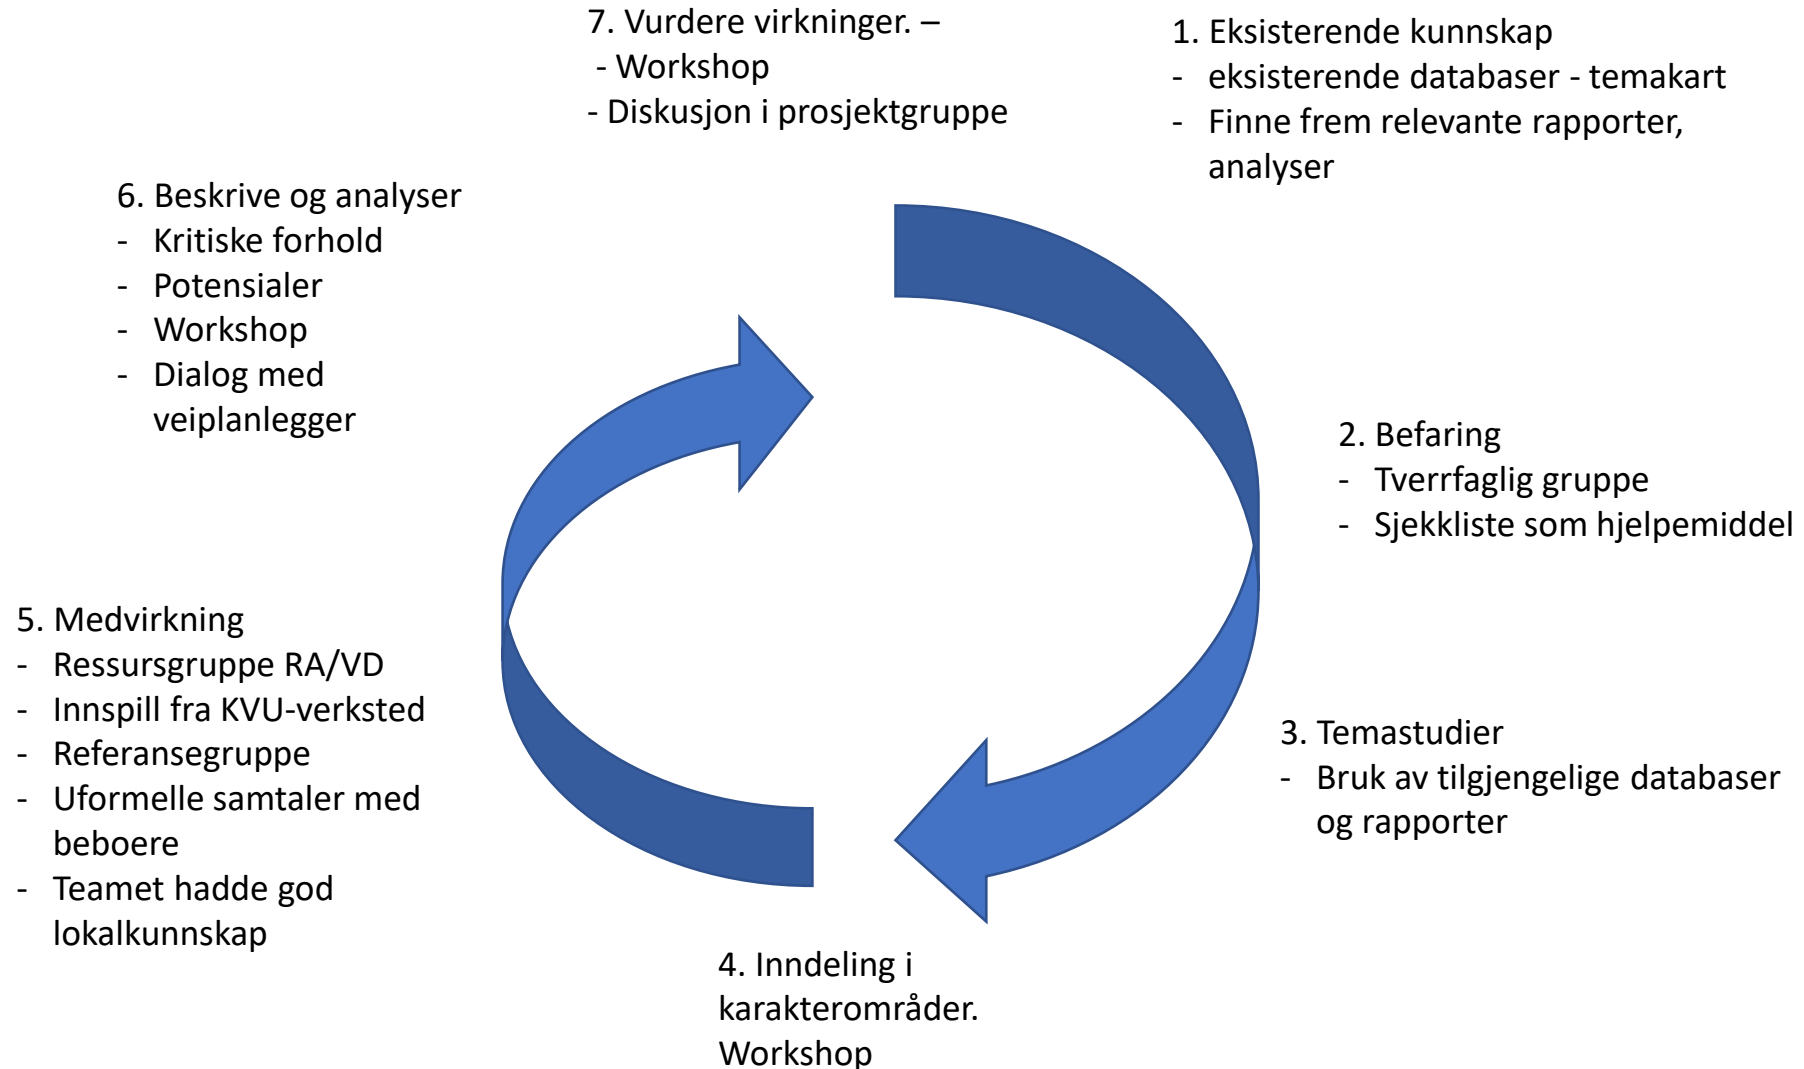 7. Vurdere virkninger. –
- Workshop
- Diskusjon i prosjektgruppe
1. Eksisterende kunnskap
- eksisterende databaser - temakart
- Finne frem relevante rapporter,
analyser
2. Befaring
- Tverrfaglig gruppe
- Sjekkliste som hjelpemiddel
3. Temastudier
- Bruk av tilgjengelige databaser
og rapporter
4. Inndeling i
karakterområder.
Workshop
5. Medvirkning
- Ressursgruppe RA/VD
- Innspill fra KVU-verksted
- Referansegruppe
- Uformelle samtaler med
beboere
- Teamet hadde god
lokalkunnskap
6. Beskrive og analyser
- Kritiske forhold
- Potensialer
- Workshop
- Dialog med
veiplanlegger